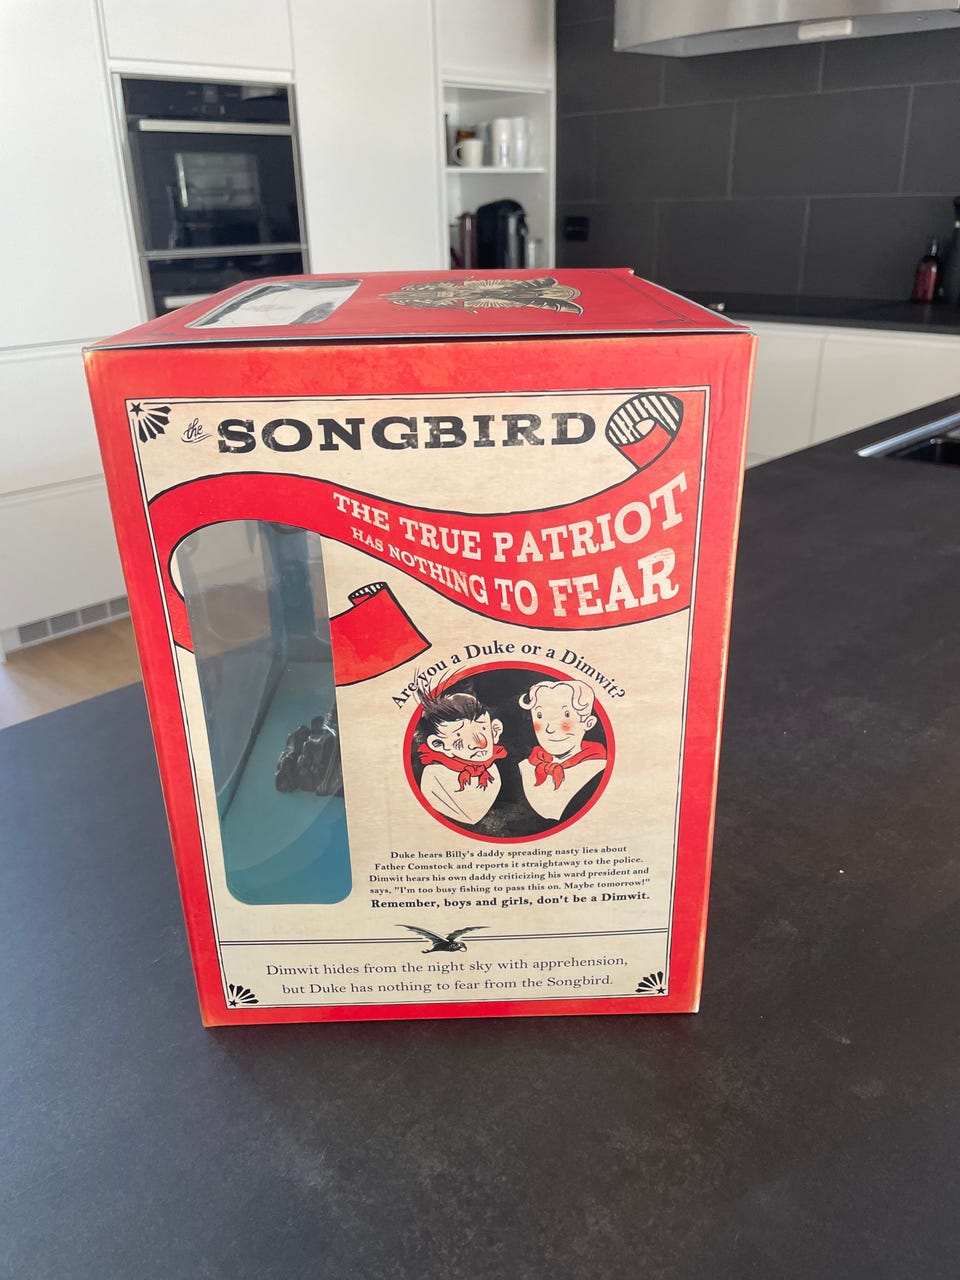 the SONGBIRD
THE TRUE PATRIOT
HAS NOTHING TO FEAR
Are you a Duke or a Dimwit?
Duke hears Billy's daddy spreading nasty lies about
Father Comstock and reports it straightaway to the police.
Dimwit hears his own daddy criticizing his ward president and
says, "I'm too busy fishing to pass this on. Maybe tomorrow!"
Remember, boys and girls, don't be a Dimwit.
Dimwit hides from the night sky with apprehension,
but Duke has nothing to fear from the Songbird.